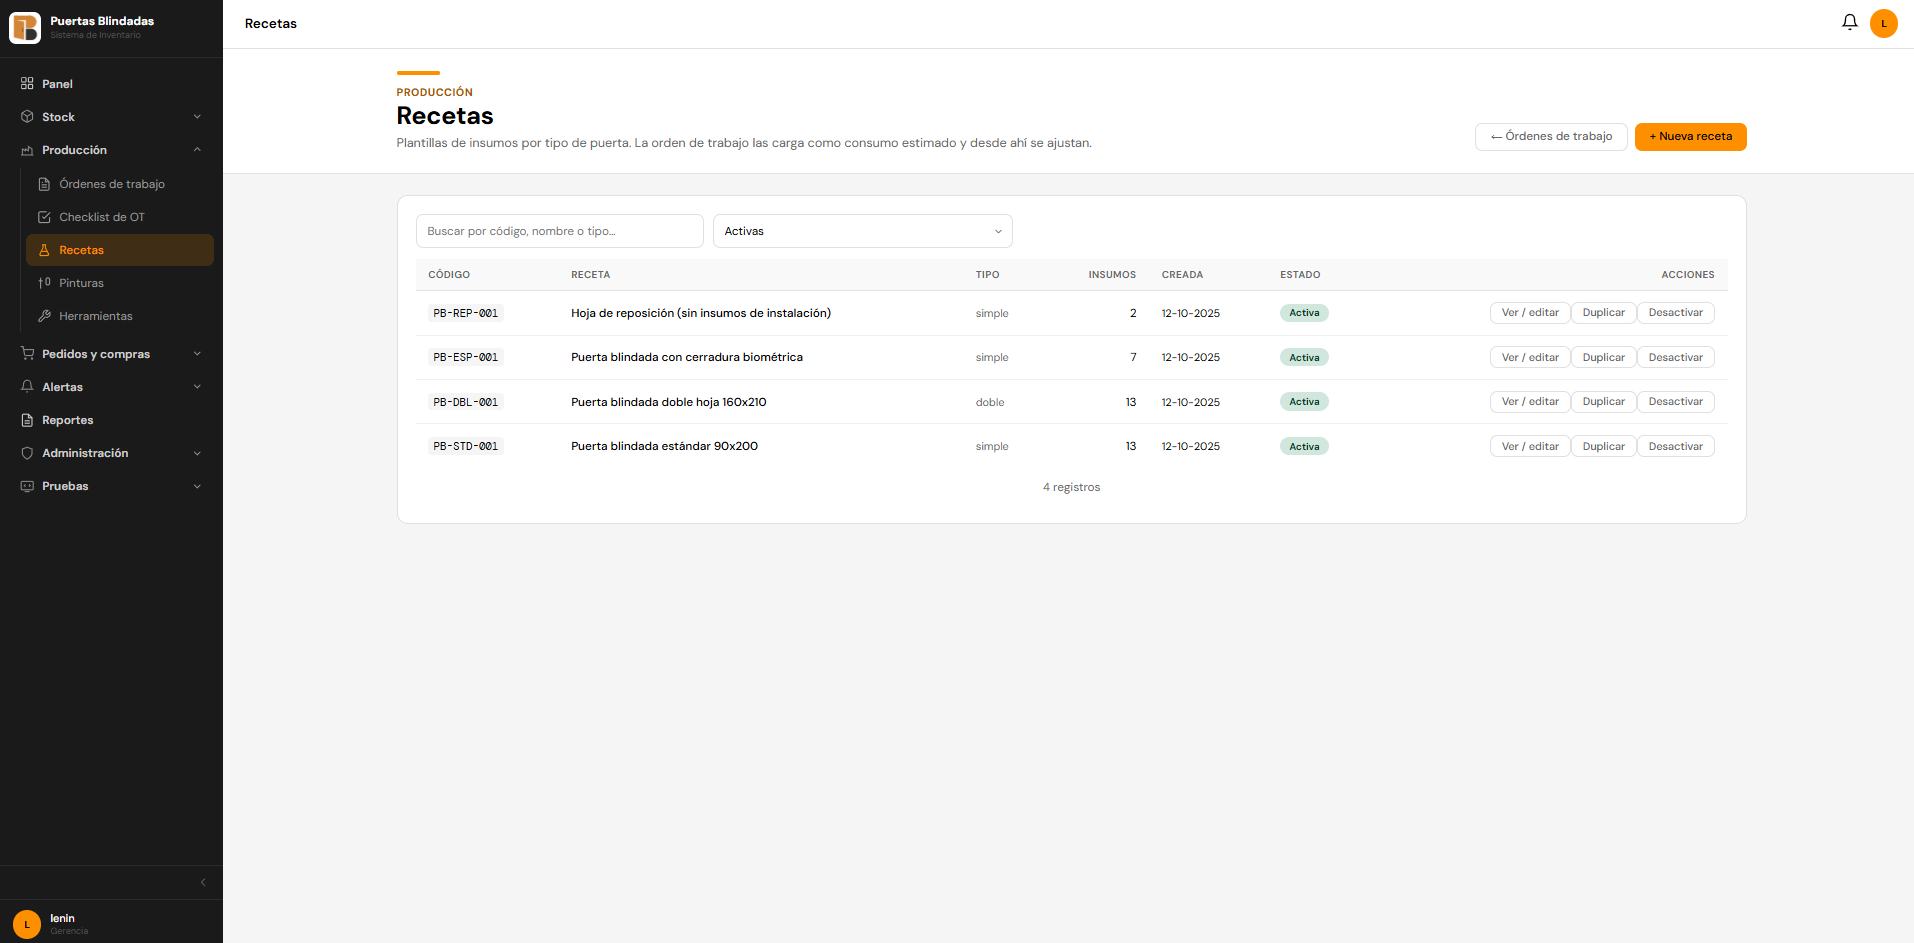 Puertas Blindadas
Sistema de Inventario
Panel
Stock
Producción
Órdenes de trabajo
Checklist de OT
Recetas
Pinturas
Herramientas
Pedidos y compras
Alertas
Reportes
Administración
Pruebas
L
lenin
Gerencia
Recetas
L
PRODUCCIÓN
Recetas
Plantillas de insumos por tipo de puerta. La orden de trabajo las carga como consumo estimado y desde ahí se ajustan.
← Órdenes de trabajo
+ Nueva receta
Buscar por código, nombre o tipo…
Activas
CÓDIGO RECETA TIPO INSUMOS CREADA ESTADO ACCIONES
PB-REP-001 Hoja de reposición (sin insumos de instalación) simple 2 12-10-2025 Activa Ver / editar Duplicar Desactivar
PB-ESP-001 Puerta blindada con cerradura biométrica simple 7 12-10-2025 Activa Ver / editar Duplicar Desactivar
PB-DBL-001 Puerta blindada doble hoja 160x210 doble 13 12-10-2025 Activa Ver / editar Duplicar Desactivar
PB-STD-001 Puerta blindada estándar 90x200 simple 13 12-10-2025 Activa Ver / editar Duplicar Desactivar
4 registros